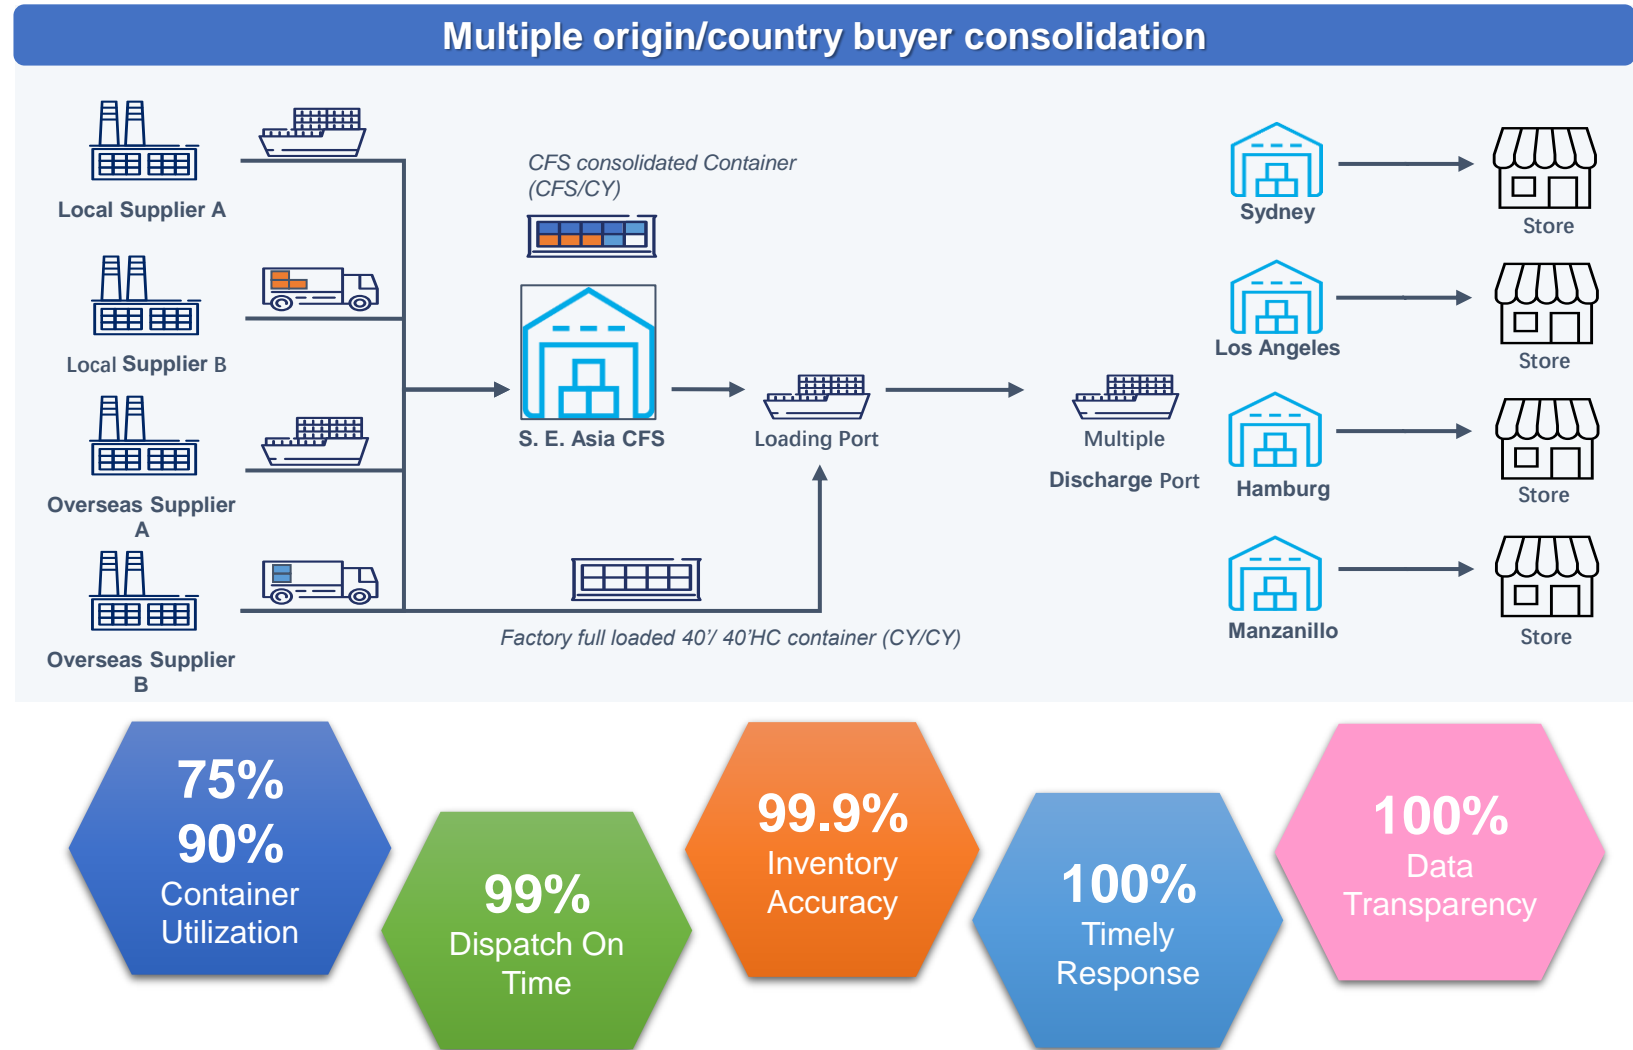 Multiple origin/country buyer consolidation
Local Supplier A
Local Supplier B
Overseas Supplier
A
Overseas Supplier
B
CFS consolidated Container
(CFS/CY)
S. E. Asia CFS
Loading Port
Multiple
Discharge Port
Factory full loaded 40’/ 40’HC container (CY/CY)
Sydney
Store
Los Angeles
Store
Hamburg
Store
Manzanillo
Store
75%
90%
Container
Utilization
99%
Dispatch On
Time
99.9%
Inventory
Accuracy
100%
Timely
Response
100%
Data
Transparency